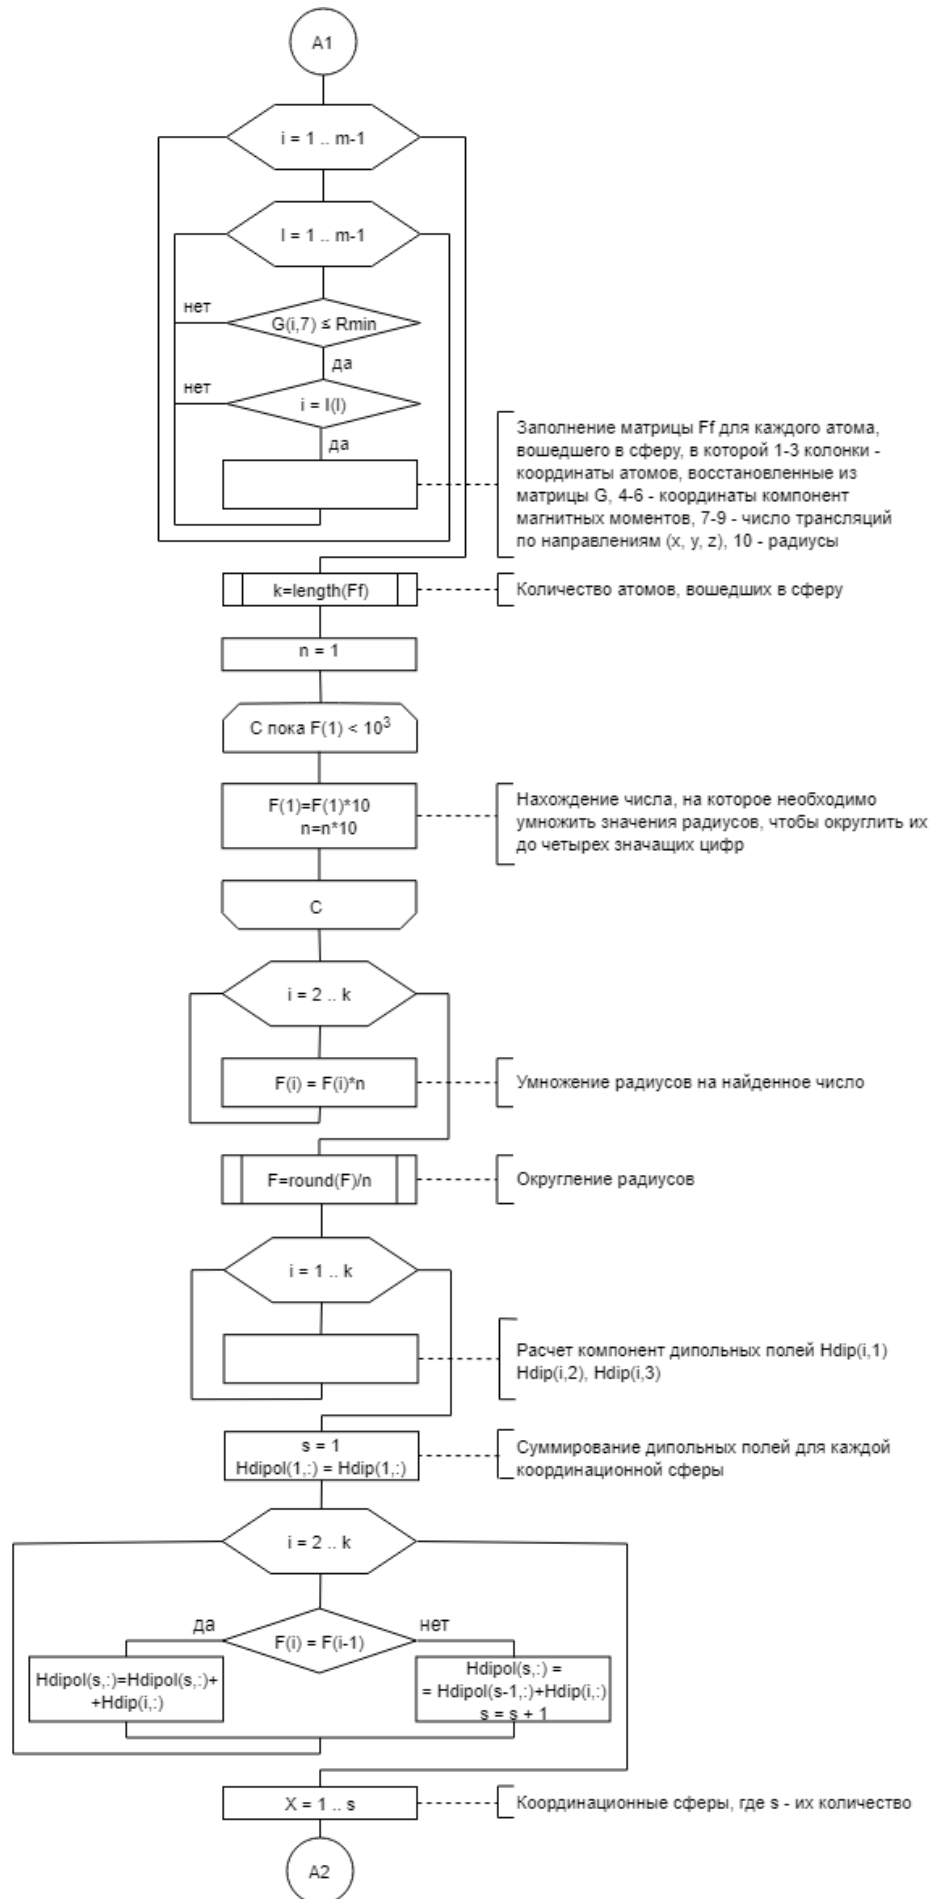 A1
i = 1 .. m-1
l = 1 .. m-1
нет
G(i,7) ≤ Rmin
да
нет
i = I(l)
да
Заполнение матрицы Ff для каждого атома,
вошедшего в сферу, в которой 1-3 колонки -
координаты атомов, восстановленные из
матрицы G, 4-6 - координаты компонент
магнитных моментов, 7-9 - число трансляций
по направлениям (x, y, z), 10 - радиусы
k=length(Ff)
Количество атомов, вошедших в сферу
n = 1
C пока F(1) < 10³
F(1)=F(1)*10
n=n*10
Нахождение числа, на которое необходимо
умножить значения радиусов, чтобы округлить их
до четырех значащих цифр
C
i = 2 .. k
F(i) = F(i)*n
Умножение радиусов на найденное число
F=round(F)/n
Округление радиусов
i = 1 .. k
Расчет компонент дипольных полей Hdip(i,1)
Hdip(i,2), Hdip(i,3)
s = 1
Hdipol(1,:) = Hdip(1,:)
Суммирование дипольных полей для каждой
координационной сферы
i = 2 .. k
да
нет
F(i) = F(i-1)
Hdipol(s,:)=Hdipol(s,:)+
+Hdip(i,:)
Hdipol(s,:) =
= Hdipol(s-1,:)+Hdip(i,:)
s = s + 1
X = 1 .. s
Координационные сферы, где s - их количество
A2